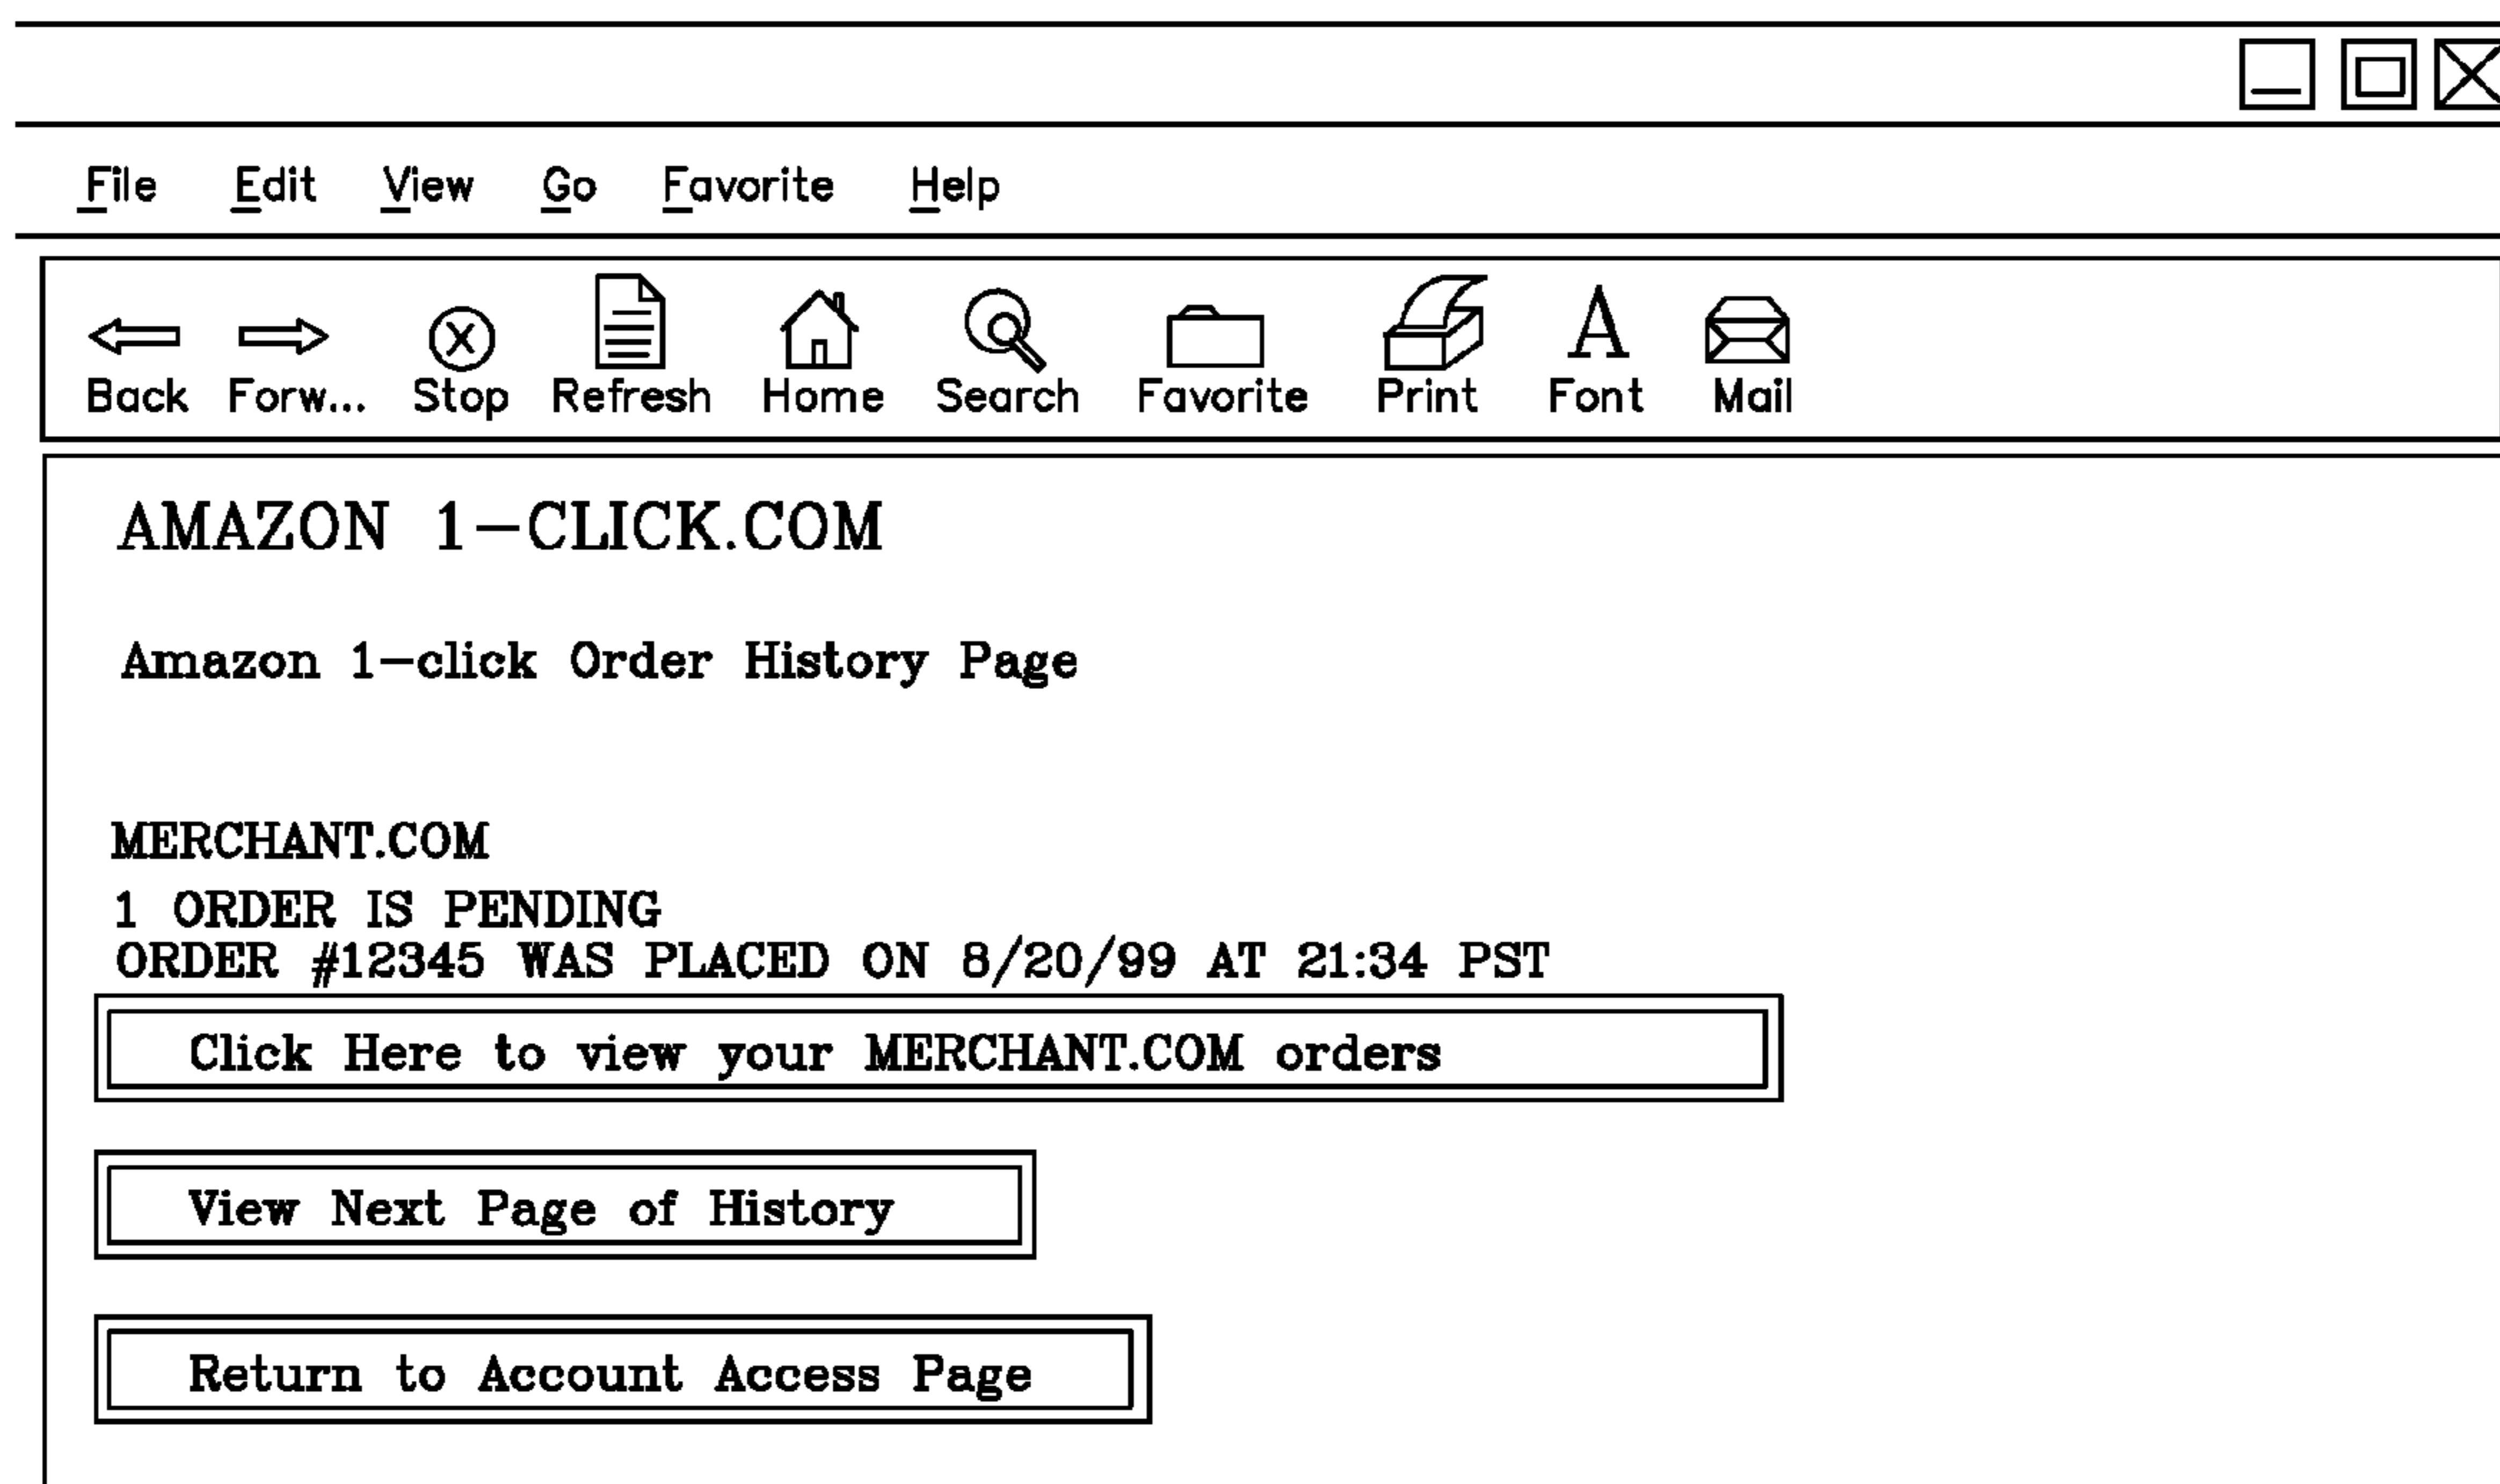 File Edit View Go Favorite Help
Back Forw... Stop Refresh Home Search Favorite Print Font Mail
AMAZON 1-CLICK.COM
Amazon 1-click Order History Page
MERCHANT.COM
1 ORDER IS PENDING
ORDER #12345 WAS PLACED ON 8/20/99 AT 21:34 PST
Click Here to view your MERCHANT.COM orders
View Next Page of History
Return to Account Access Page